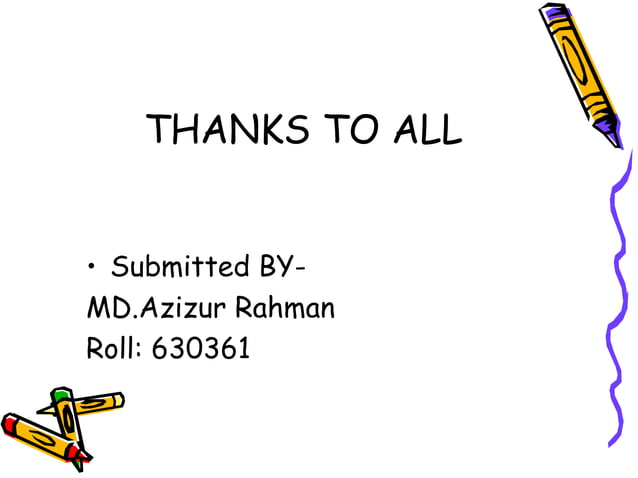 THANKS TO ALL
• Submitted BY-
MD.Azizur Rahman
Roll: 630361